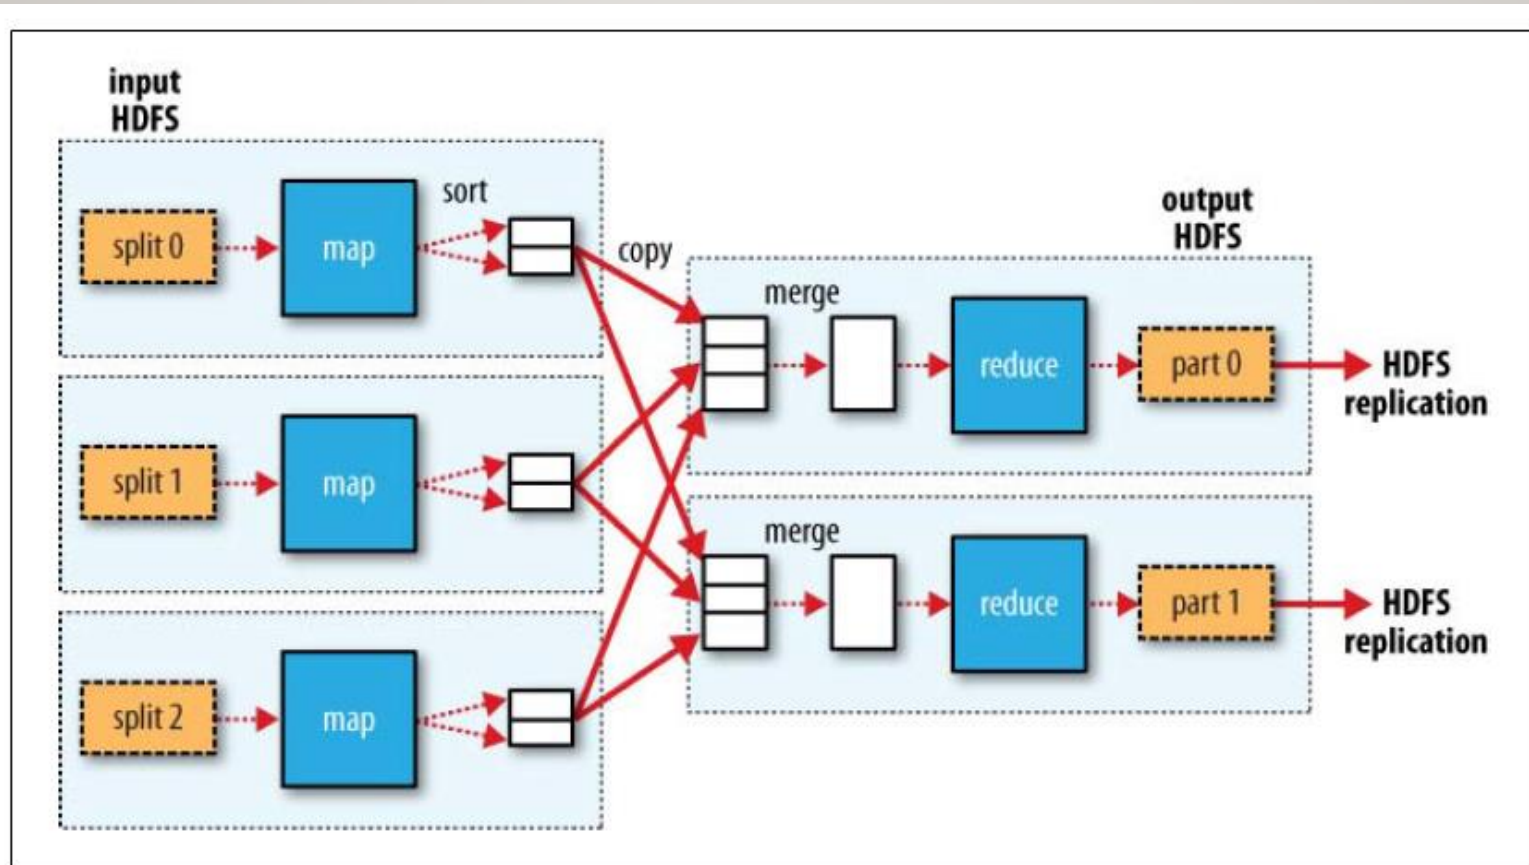 input
HDFS
sort
split 0
map
copy
output
HDFS
merge
reduce
part 0
HDFS
replication
split 1
map
merge
reduce
part 1
HDFS
replication
split 2
map